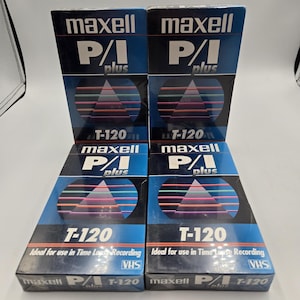 maxell
P/I
plus
T-120
maxell
P/I
plus
T-120
maxell
P/I
plus
T-120
Ideal for use in Time Lapse Recording
VHS
maxell P/I T-120
maxell
P/I
plus
T-120
Ideal for use in Time Lapse Recording
VHS
maxell P/I T-120